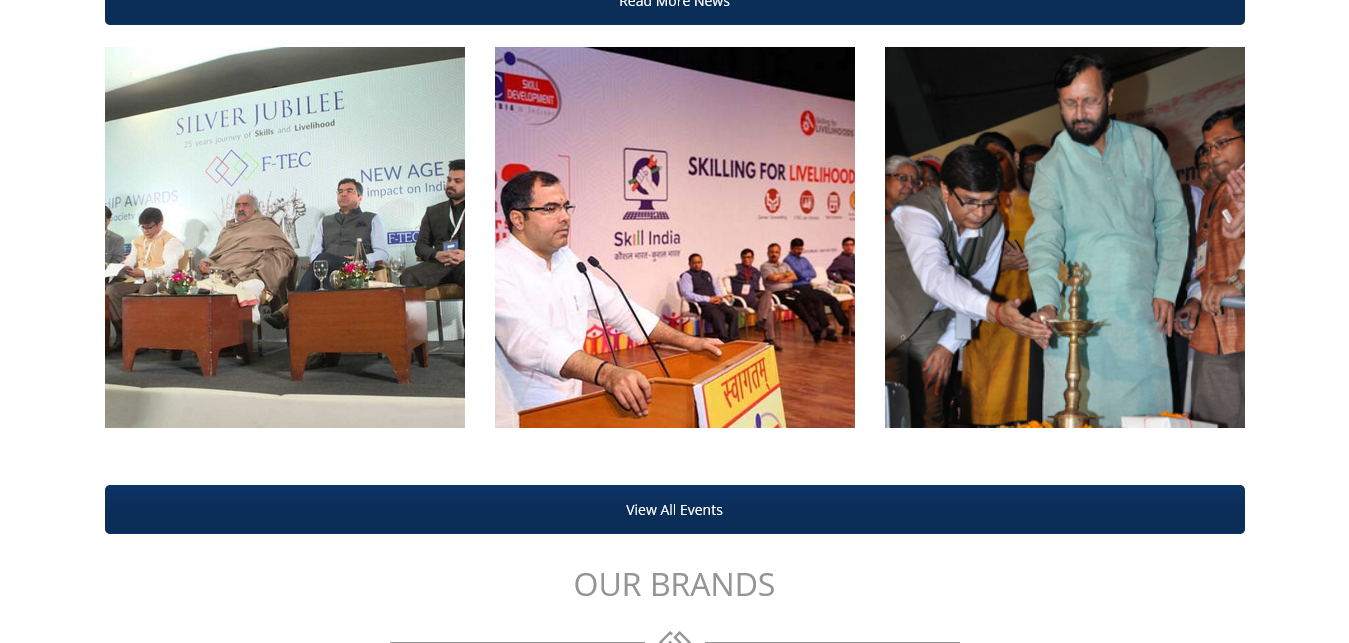 Read More News
SILVER JUBILEE
25 years journey of Skills and Livelihood
F-TEC
NEW AGE
impact on Indi
HIP AWARDS
ociety
F-TEC
SKILL
DEVELOPMENT
LIVELIHOODS
SKILLING FOR LIVELIHOOD
Skill India
कौशल भारत-कुशल भारत
स्वागतम्
View All Events
OUR BRANDS